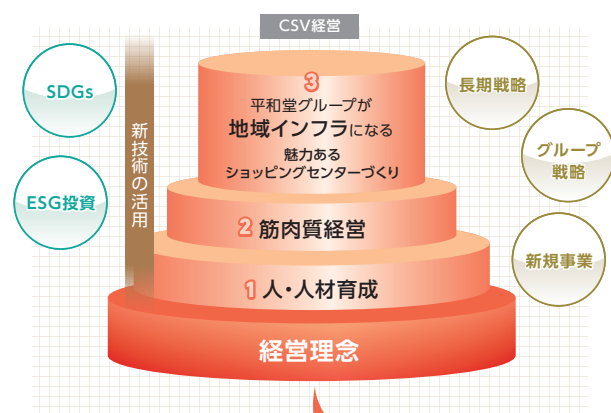 CSV経営
SDGs
ESG投資
新技術の活用
3
平和堂グループが
地域インフラになる
魅力ある
ショッピングセンターづくり
2 筋肉質経営
1 人・人材育成
経営理念
長期戦略
グループ
戦略
新規事業